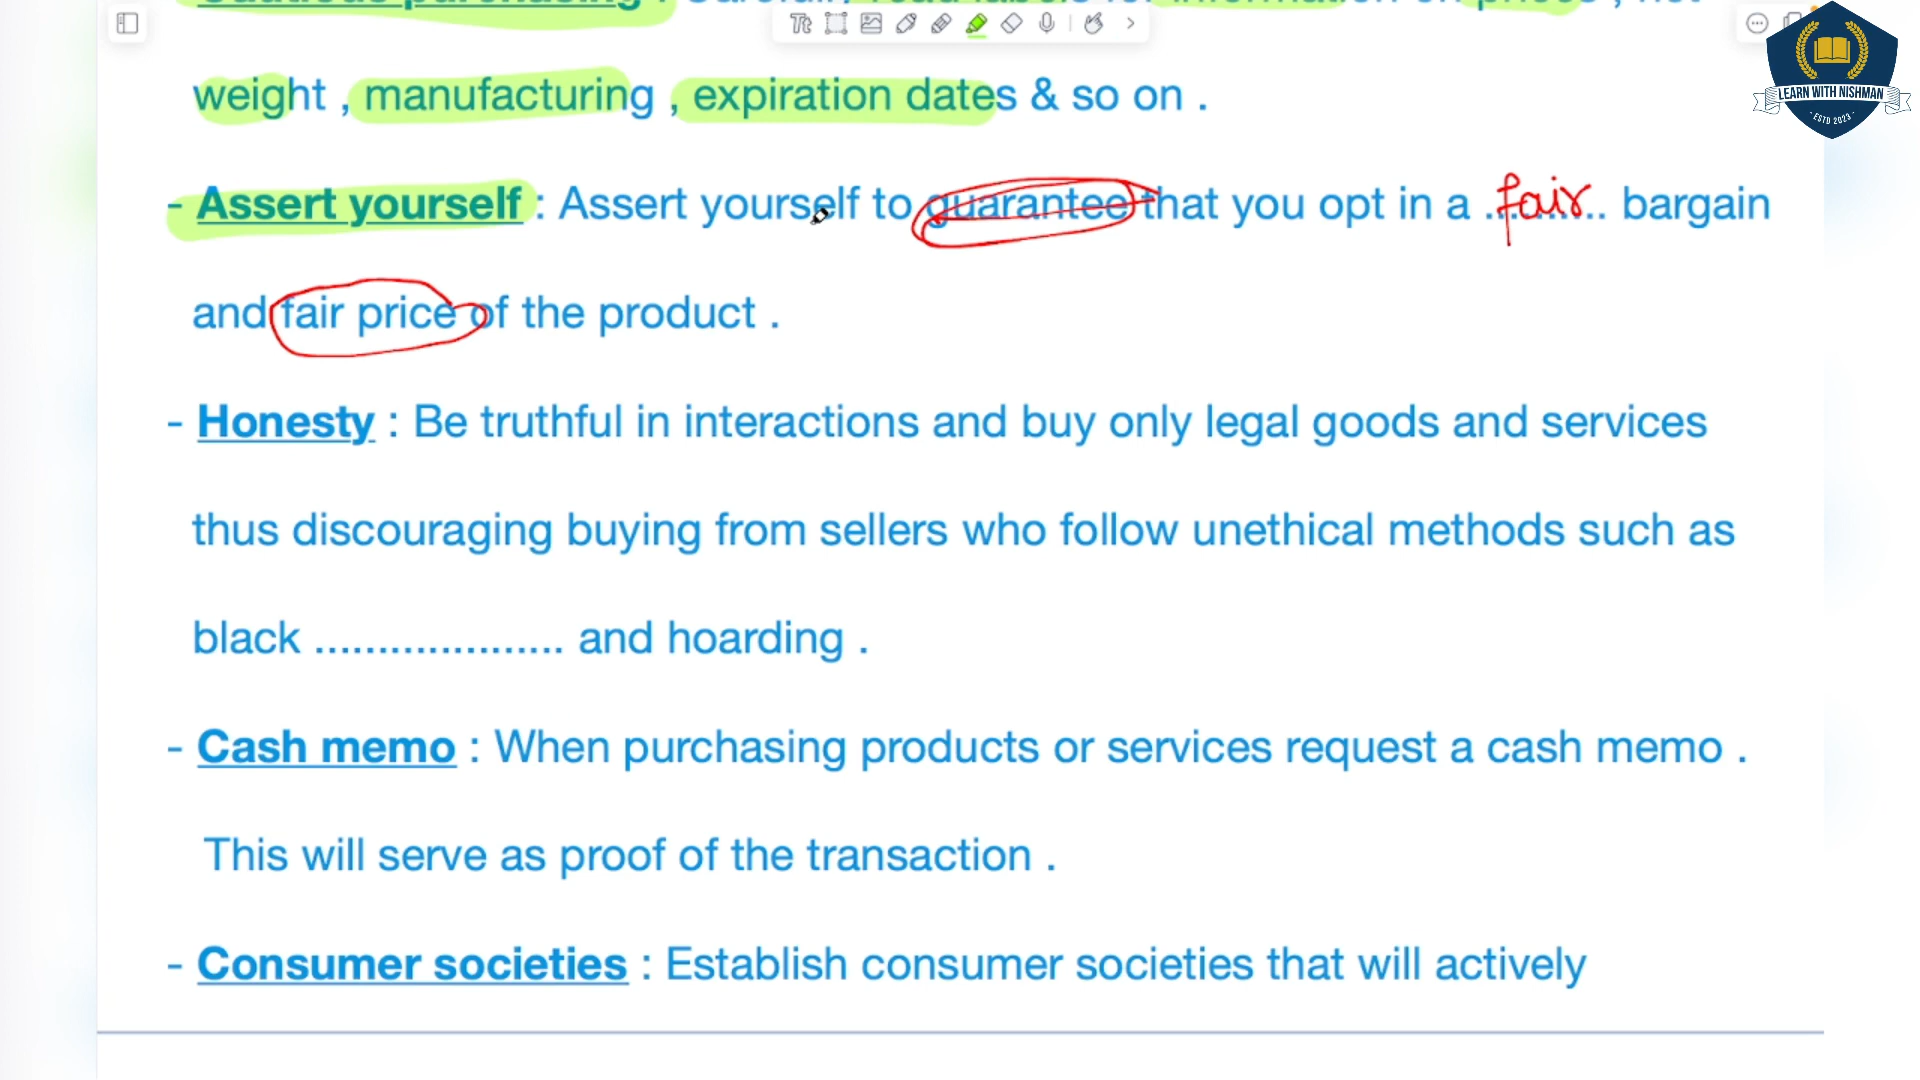 weight , manufacturing , expiration dates & so on .
- Assert yourself : Assert yourself to guarantee that you opt in a ...fair... bargain
and fair price of the product .
- Honesty : Be truthful in interactions and buy only legal goods and services
thus discouraging buying from sellers who follow unethical methods such as
black .................... and hoarding .
- Cash memo : When purchasing products or services request a cash memo .
This will serve as proof of the transaction .
- Consumer societies : Establish consumer societies that will actively
LEARN WITH NISHMAN
- ESTD 2023 -
Tt